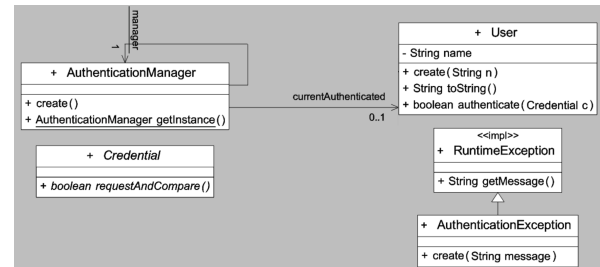 manager
1
+ AuthenticationManager
+ create()
+ AuthenticationManager getInstance()
currentAuthenticated
0..1
+ User
- String name
+ create(String n)
+ String toString()
+ boolean authenticate(Credential c)
+ Credential
+ boolean requestAndCompare()
<<impl>>
+ RuntimeException
+ String getMessage()
+ AuthenticationException
+ create(String message)